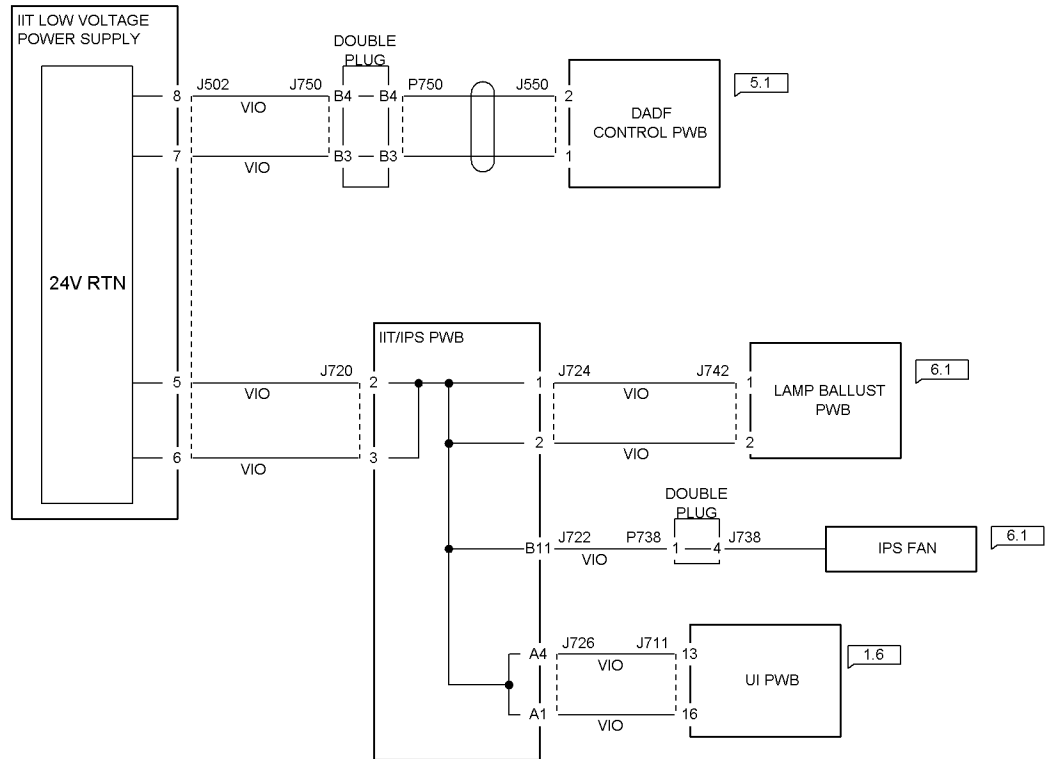 IIT LOW VOLTAGE
POWER SUPPLY
DOUBLE
PLUG
8 J502 J750 B4 B4 P750 J550 2
VIO
5.1
DADF
CONTROL PWB
7 B3 B3 1
VIO
24V RTN
IIT/IPS PWB
5 J720 2 1 J724 J742 1
VIO VIO
6.1
LAMP BALLUST
PWB
2 2
6 3
VIO VIO
DOUBLE
PLUG
B11 J722 P738 1 4 J738
VIO
IPS FAN
6.1
A4 J726 J711 13
VIO
1.6
UI PWB
A1 16
VIO